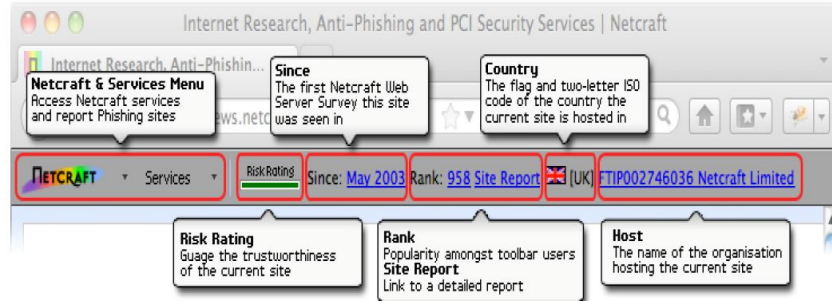 Internet Research, Anti-Phishing and PCI Security Services | Netcraft
Internet Research, Anti-Phishin...
Netcraft & Services Menu
Access Netcraft services
and report Phishing sites
Since
The first Netcraft Web
Server Survey this site
was seen in
Country
The flag and two-letter ISO
code of the country the
current site is hosted in
NETCRAFT Services Risk Rating Since: May 2003 Rank: 958 Site Report [UK] FTIP002746036 Netcraft Limited
Risk Rating
Guage the trustworthiness
of the current site
Rank
Popularity amongst toolbar users
Site Report
Link to a detailed report
Host
The name of the organisation
hosting the current site